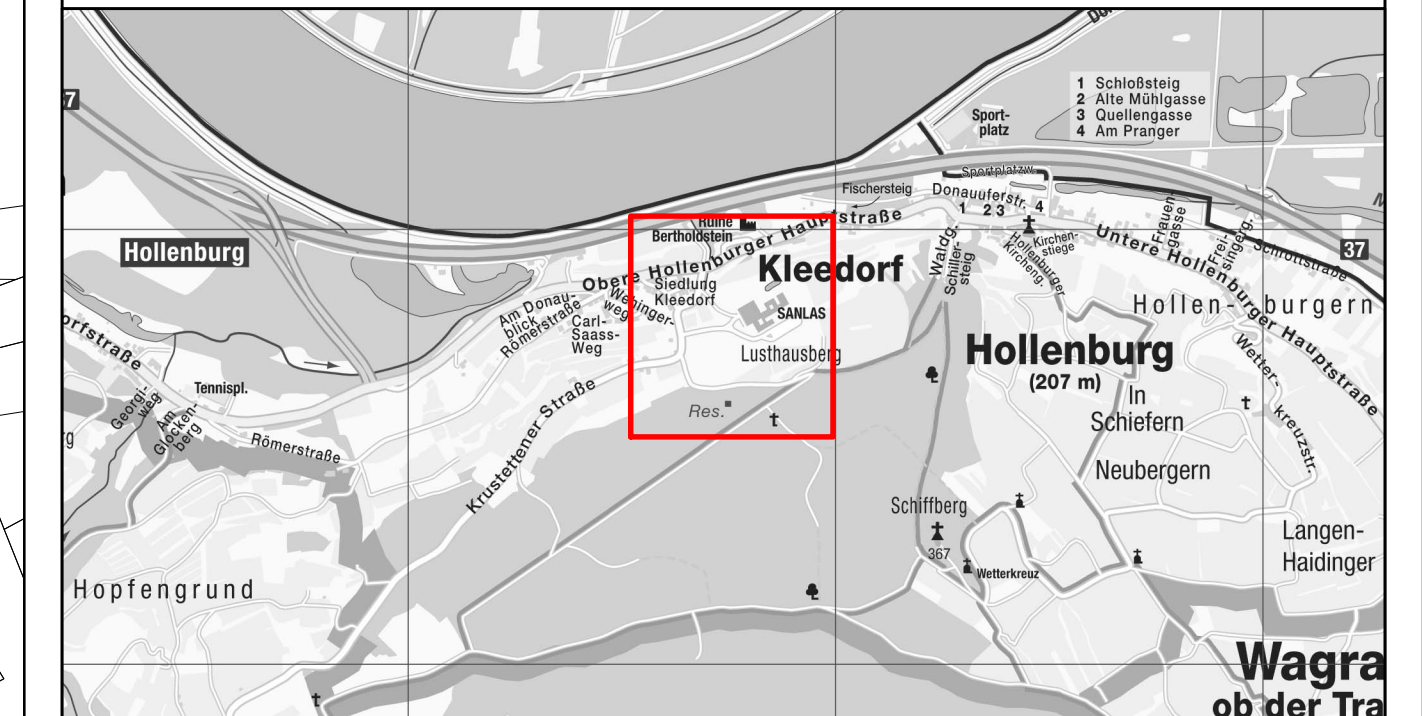 1 Schloßsteig
2 Alte Mühlgasse
3 Quellengasse
4 Am Pranger
Sport-
platz
Sportplatzw.
Fischersteig
Donauuferstr.
1 2 3 4
Frauen-
gasse
Ruine
Bertholdstein
Obere Hollenburger Hauptstraße
Untere Hollenburger Hauptstraße
Waldg.
Schiller-
steig
Kirchen-
stiege
Hollenburger
Kircheng.
Frei-
singerg.
Schrottstraße
37
Hollenburg
Kleedorf
Siedlung
Kleedorf
Weninger-
weg
Am Donau-
blick
Römerstraße
Carl-
Saass-
Weg
SANLAS
Lusthausberg
Hollen-burgern
Hollenburg
(207 m)
In
Schiefern
Wetter-
kreuzstr.
orfstraße
Tennispl.
Georgi-
weg
Am
Glocken-
berg
Römerstraße
Krustettener Straße
Res.
Neubergern
Schiffberg
367
Wetterkreuz
Langen-
Haidinger
Hopfengrund
Wagra
ob der Tra